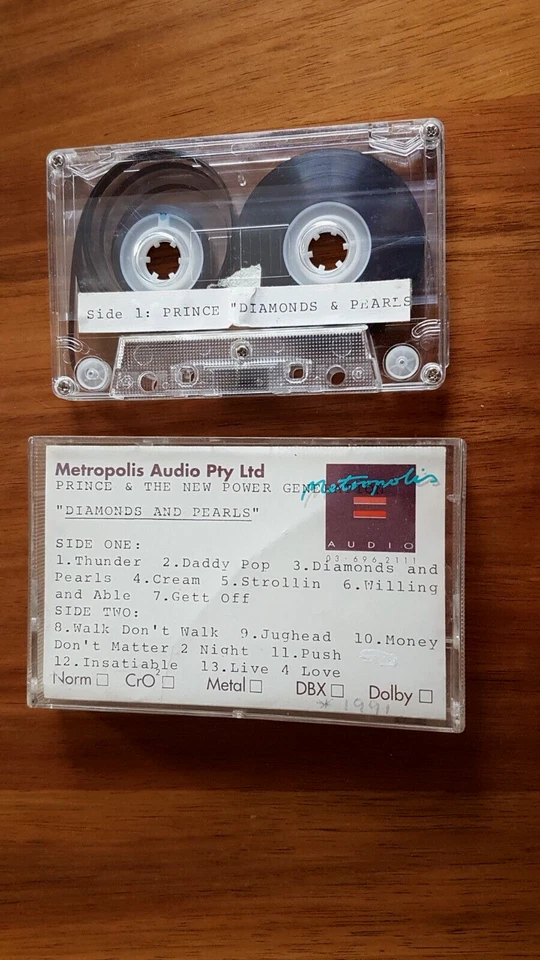 Side 1: PRINCE "DIAMONDS & PEARLS
Metropolis Audio Pty Ltd
PRINCE & THE NEW POWER GENERATION
metropolis
"DIAMONDS AND PEARLS"
AUDIO
03-696 2111
SIDE ONE:
1.Thunder 2.Daddy Pop 3.Diamonds and
Pearls 4.Cream 5.Strollin 6.Willing
and Able 7.Gett Off
SIDE TWO:
8.Walk Don't Walk 9.Jughead 10.Money
Don't Matter 2 Night 11.Push
12.Insatiable 13.Live 4 Love
Norm CrO2 Metal DBX Dolby
* 1991